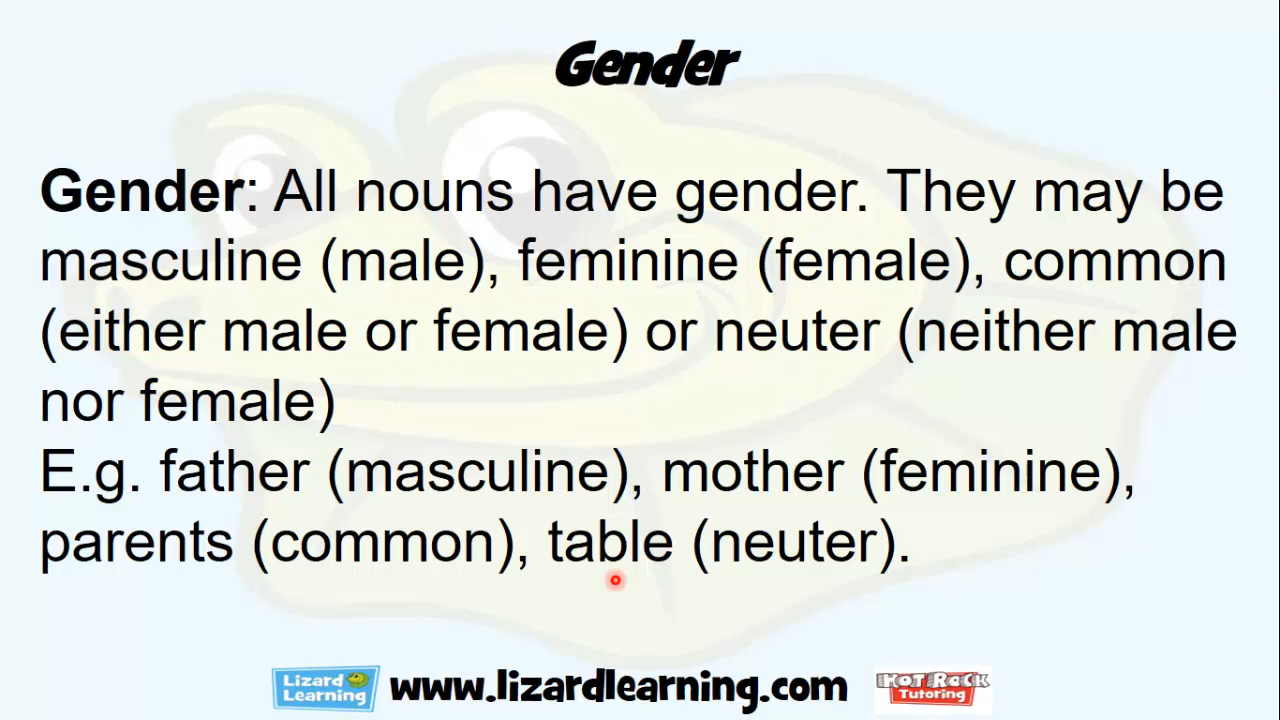 Gender
Gender: All nouns have gender. They may be
masculine (male), feminine (female), common
(either male or female) or neuter (neither male
nor female)
E.g. father (masculine), mother (feminine),
parents (common), table (neuter).
Lizard
Learning
www.lizardlearning.com
HOT ROCK
Tutoring